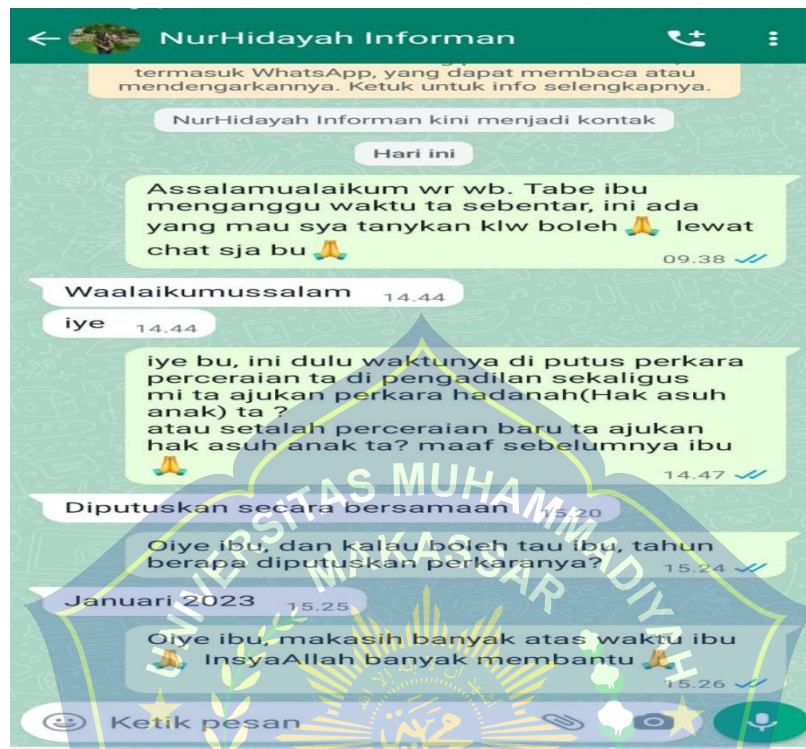 NurHidayah Informan
termasuk WhatsApp, yang dapat membaca atau
mendengarkannya. Ketuk untuk info selengkapnya.
NurHidayah Informan kini menjadi kontak
Hari ini
Assalamualaikum wr wb. Tabe ibu
menganggu waktu ta sebentar, ini ada
yang mau sya tanykan klw boleh 🙏 lewat
chat sja bu 🙏
09.38
Waalaikumussalam 14.44
iye 14.44
iye bu, ini dulu waktunya di putus perkara
perceraian ta di pengadilan sekaligus
mi ta ajukan perkara hadanah(Hak asuh
anak) ta ?
atau setalah perceraian baru ta ajukan
hak asuh anak ta? maaf sebelumnya ibu
🙏
14.47
Diputuskan secara bersamaan 15.20
Oiye ibu, dan kalau boleh tau ibu, tahun
berapa diputuskan perkaranya? 15.24
Januari 2023 15.25
Oiye ibu, makasih banyak atas waktu ibu
🙏 InsyaAllah banyak membantu 🙏
15.26
Ketik pesan
UNIVERSITAS MUHAMMADIYAH
MAKASSAR